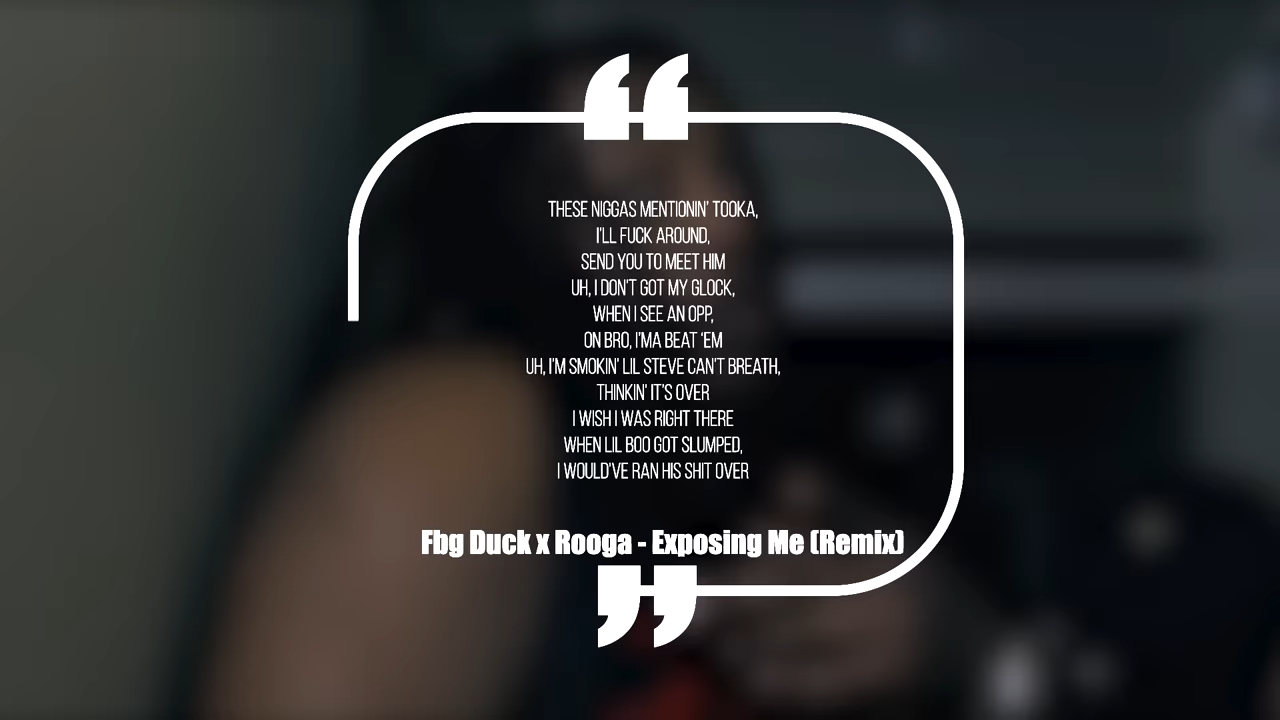 THESE NIGGAS MENTIONIN' TOOKA,
I'LL FUCK AROUND,
SEND YOU TO MEET HIM
UH, I DON'T GOT MY GLOCK,
WHEN I SEE AN OPP,
ON BRO, I'MA BEAT 'EM
UH, I'M SMOKIN' LIL STEVE CAN'T BREATH,
THINKIN' IT'S OVER
I WISH I WAS RIGHT THERE
WHEN LIL BOO GOT SLUMPED,
I WOULD'VE RAN HIS SHIT OVER
Fbg Duck x Rooga - Exposing Me (Remix)